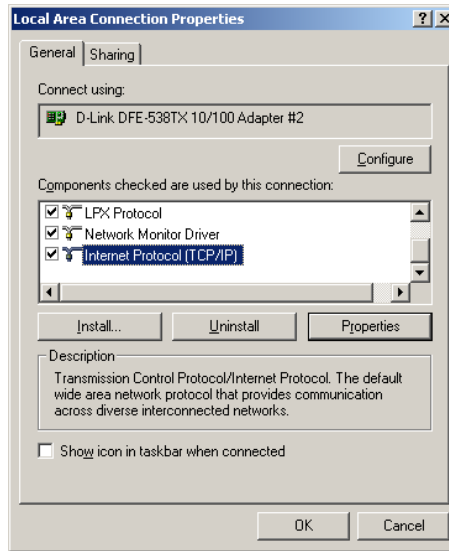 Local Area Connection Properties
General Sharing
Connect using:
D-Link DFE-538TX 10/100 Adapter #2
Configure
Components checked are used by this connection:
LPX Protocol
Network Monitor Driver
Internet Protocol (TCP/IP)
Install... Uninstall Properties
Description
Transmission Control Protocol/Internet Protocol. The default
wide area network protocol that provides communication
across diverse interconnected networks.
Show icon in taskbar when connected
OK Cancel